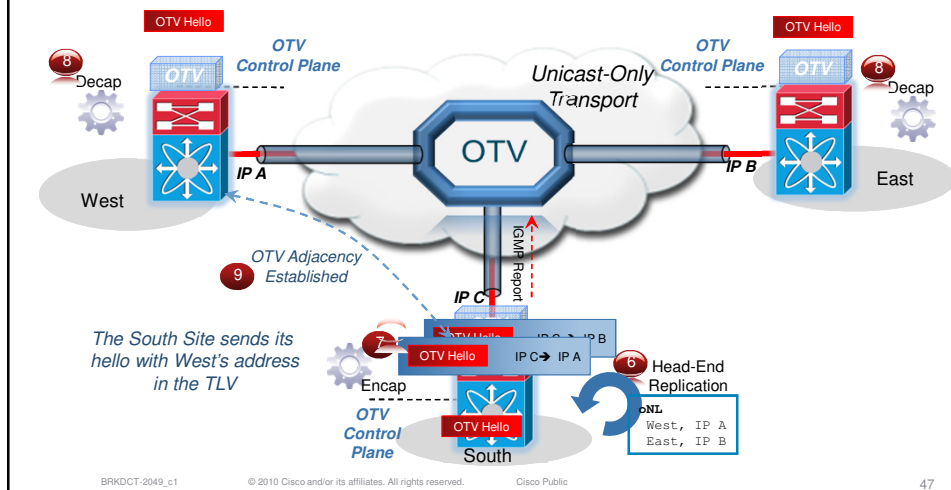 OTV Hello
OTV Hello
OTV
Control Plane
OTV
Control Plane
8
Decap
OTV
Unicast-Only
Transport
OTV
8
Decap
OTV
IP A
IP B
West
East
IGMP Report
9
OTV Adjacency
Established
IP C
The South Site sends its
hello with West's address
in the TLV
7
OTV Hello
IP B
OTV Hello IP C➔ IP A
6
Head-End
Replication
Encap
OTV
Control
Plane
OTV Hello
South
oNL
West, IP A
East, IP B
BRKDCT-2049_c1
© 2010 Cisco and/or its affiliates. All rights reserved.
Cisco Public
47